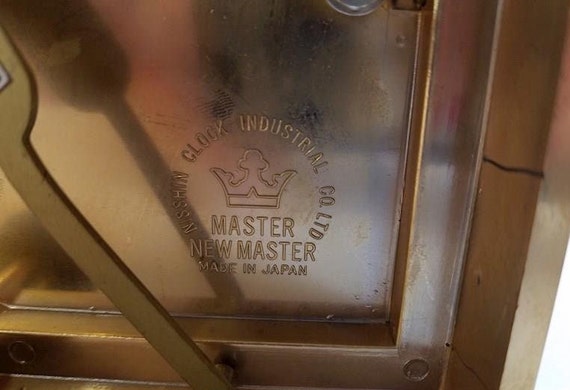 NISSHIN CLOCK INDUSTRIAL CO. LTD
MASTER
NEW MASTER
MADE IN JAPAN